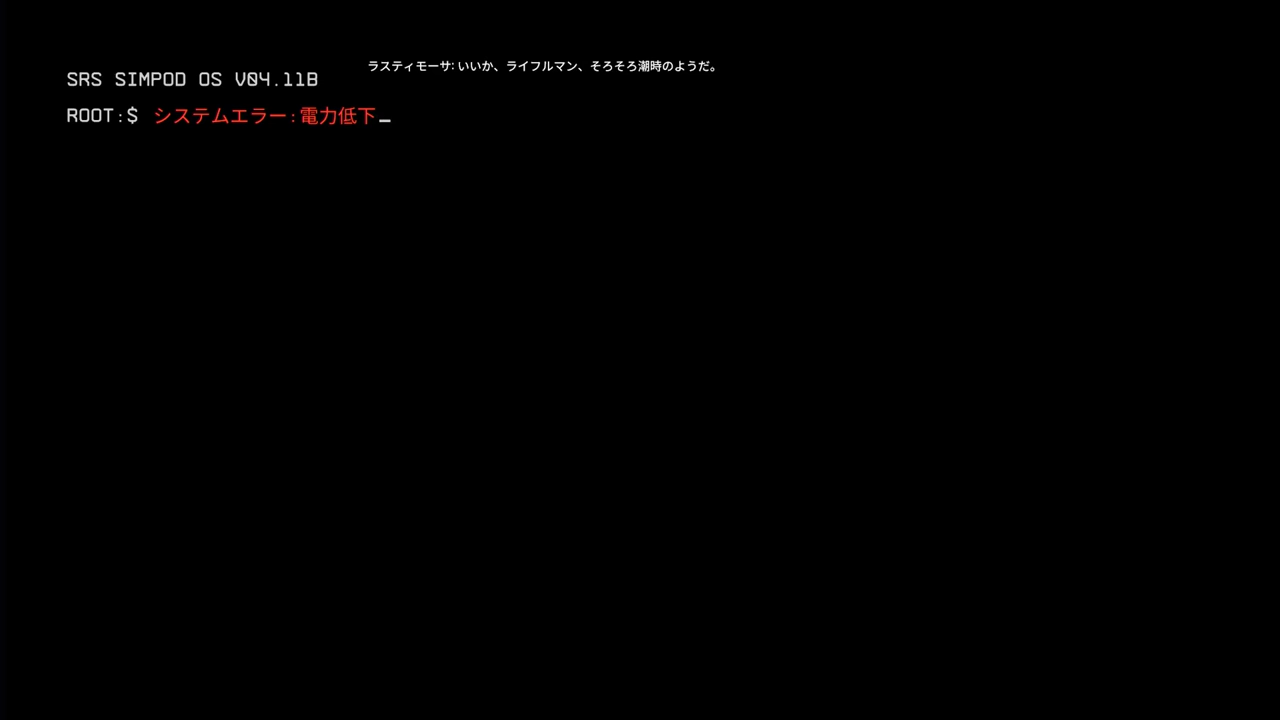 ラスティモーサ: いいか、ライフルマン、そろそろ潮時のようだ。
SRS SIMPOD OS V04.11B
ROOT:$ システムエラー:電力低下_